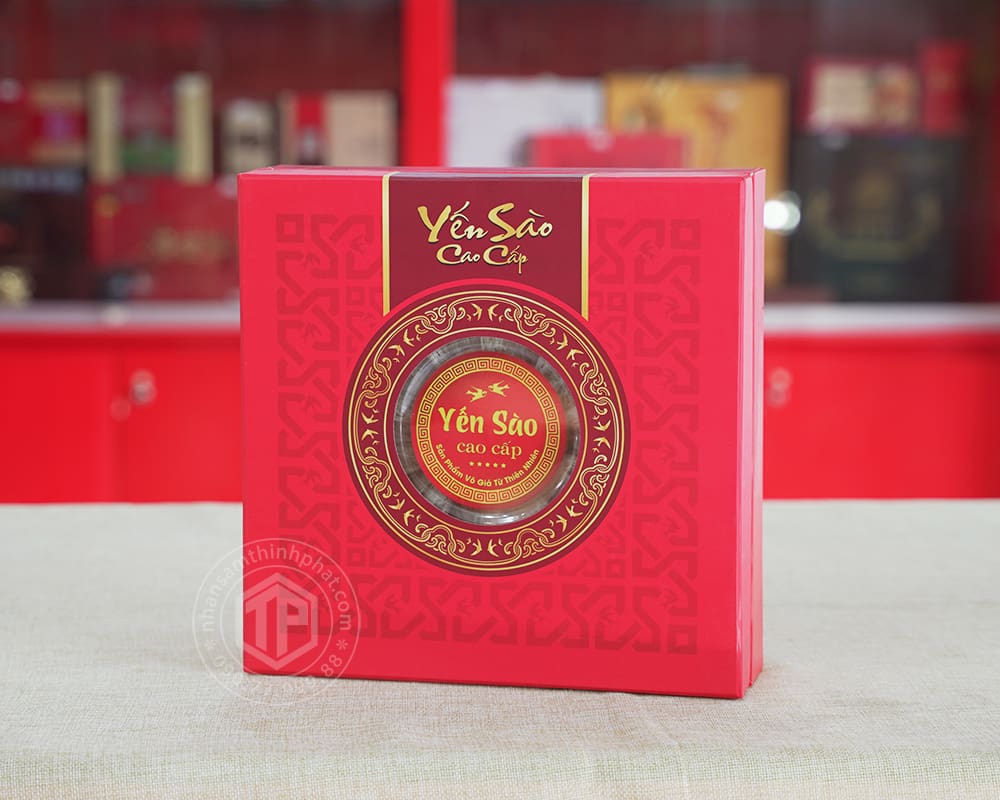 Yến Sào
Cao Cấp
Yến Sào
cao cấp
Sản Phẩm Vô Giá Từ Thiên Nhiên
nhansamthinhphat.com
TP